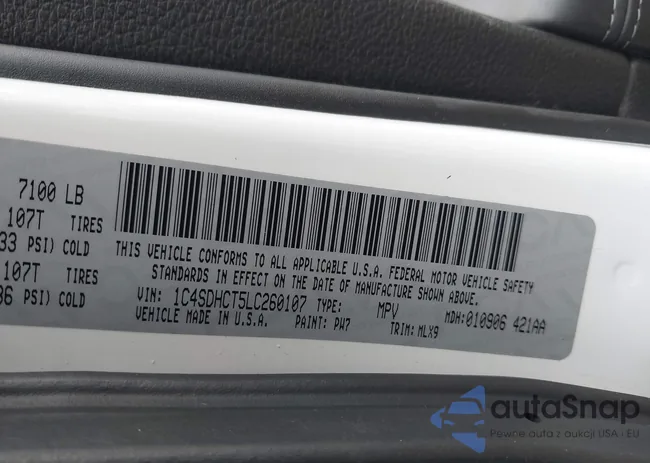 7100 LB
107T TIRES
33 PSI) COLD
107T TIRES
36 PSI) COLD
THIS VEHICLE CONFORMS TO ALL APPLICABLE U.S.A. FEDERAL MOTOR VEHICLE SAFETY
STANDARDS IN EFFECT ON THE DATE OF MANUFACTURE SHOWN ABOVE.
VIN: 1C4SDHCT5LC260107 TYPE: MPV MDH:010906 421AA
VEHICLE MADE IN U.S.A. PAINT: PW7 TRIM: MLX9
autoSnap
Pewne auta z aukcji USA · EU